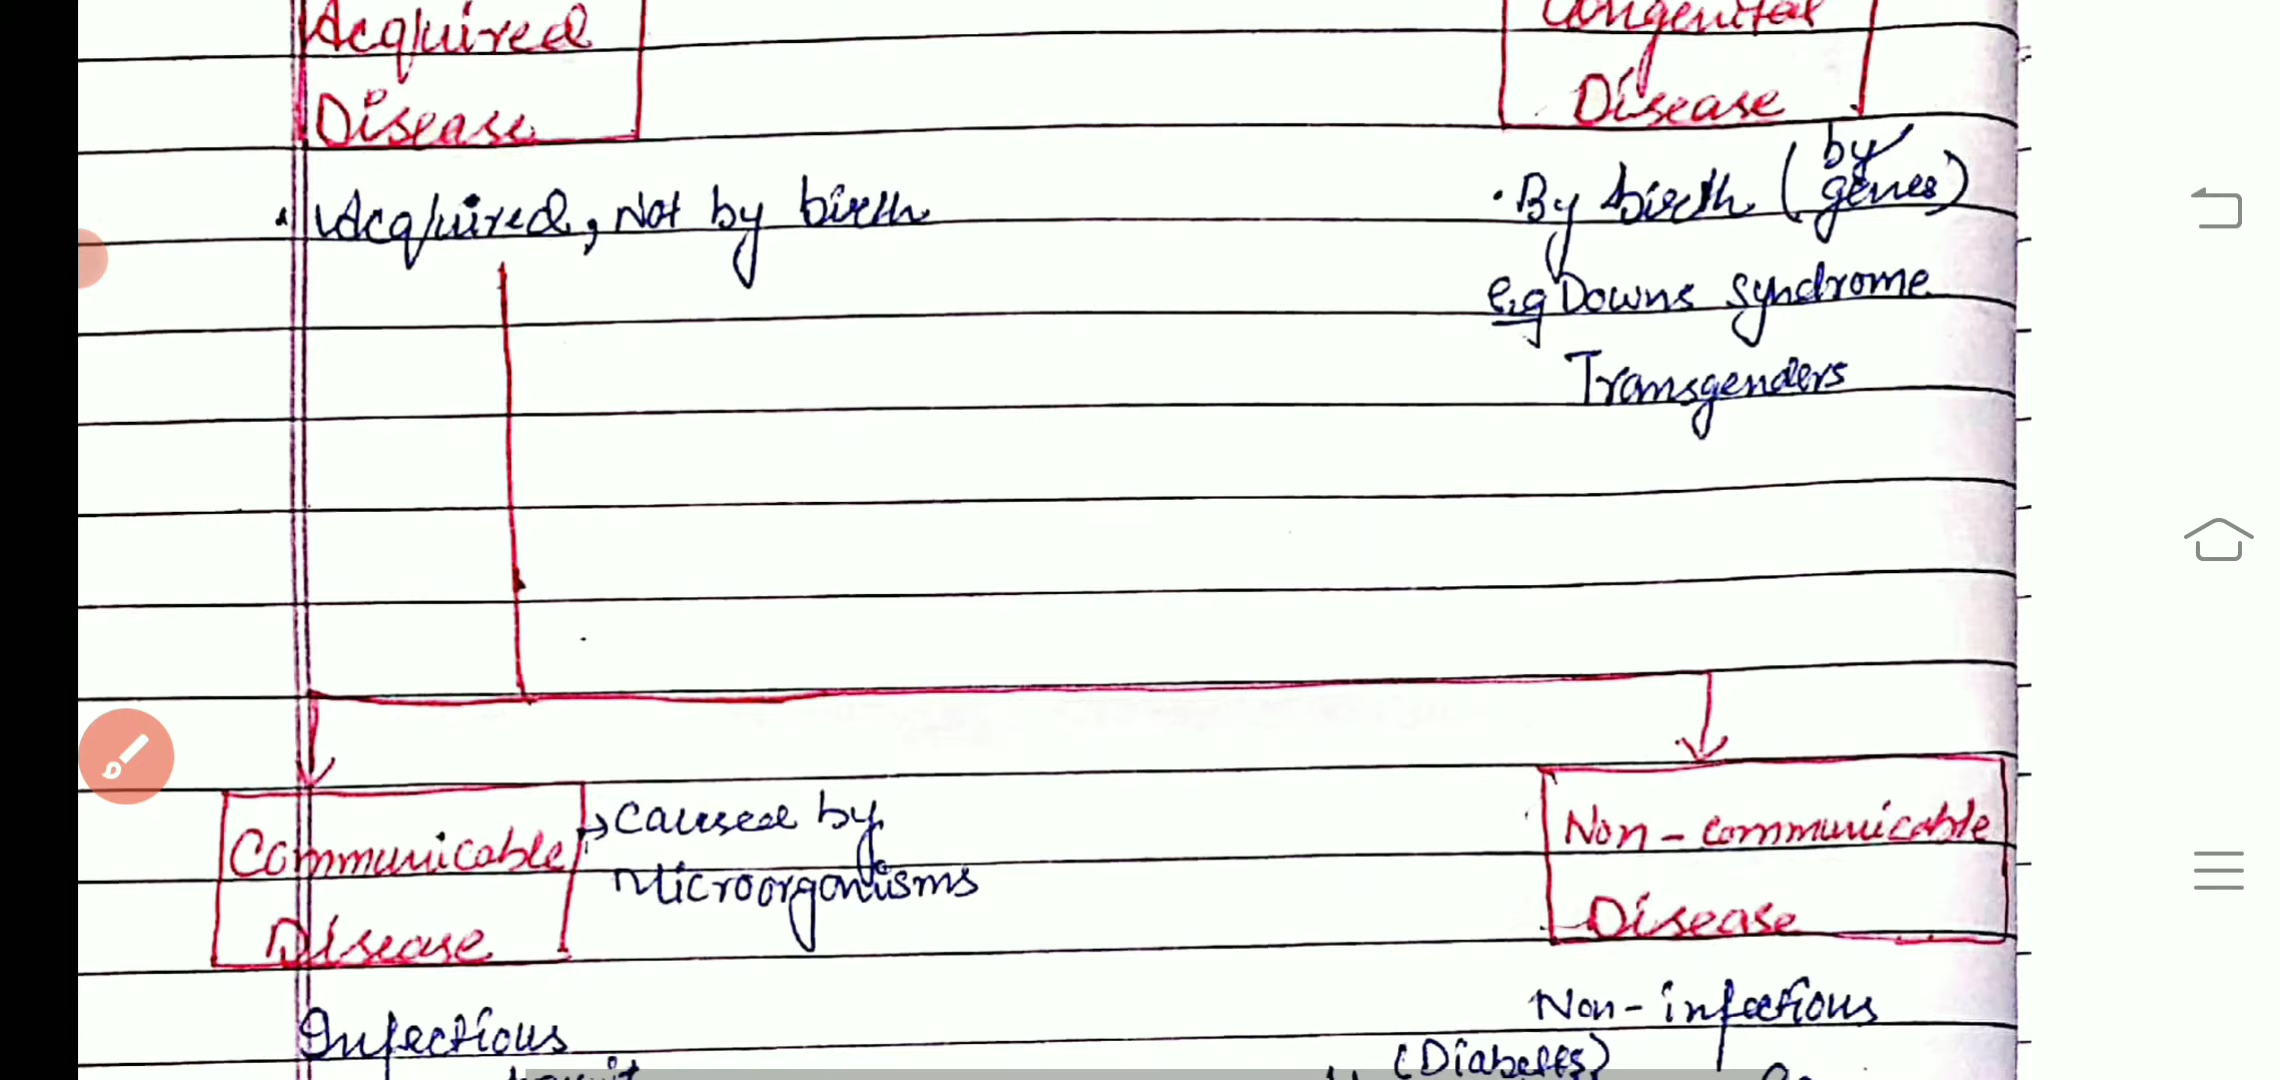 Acquired
Disease
Congenital
Disease
Acquired, Not by birth
By birth (by genes)
e.g Downs syndrome
Transgenders
Communicable
Disease
→ Caused by
Microorganisms
Non-communicable
Disease
Infectious
Non-infectious
(Diabetes)